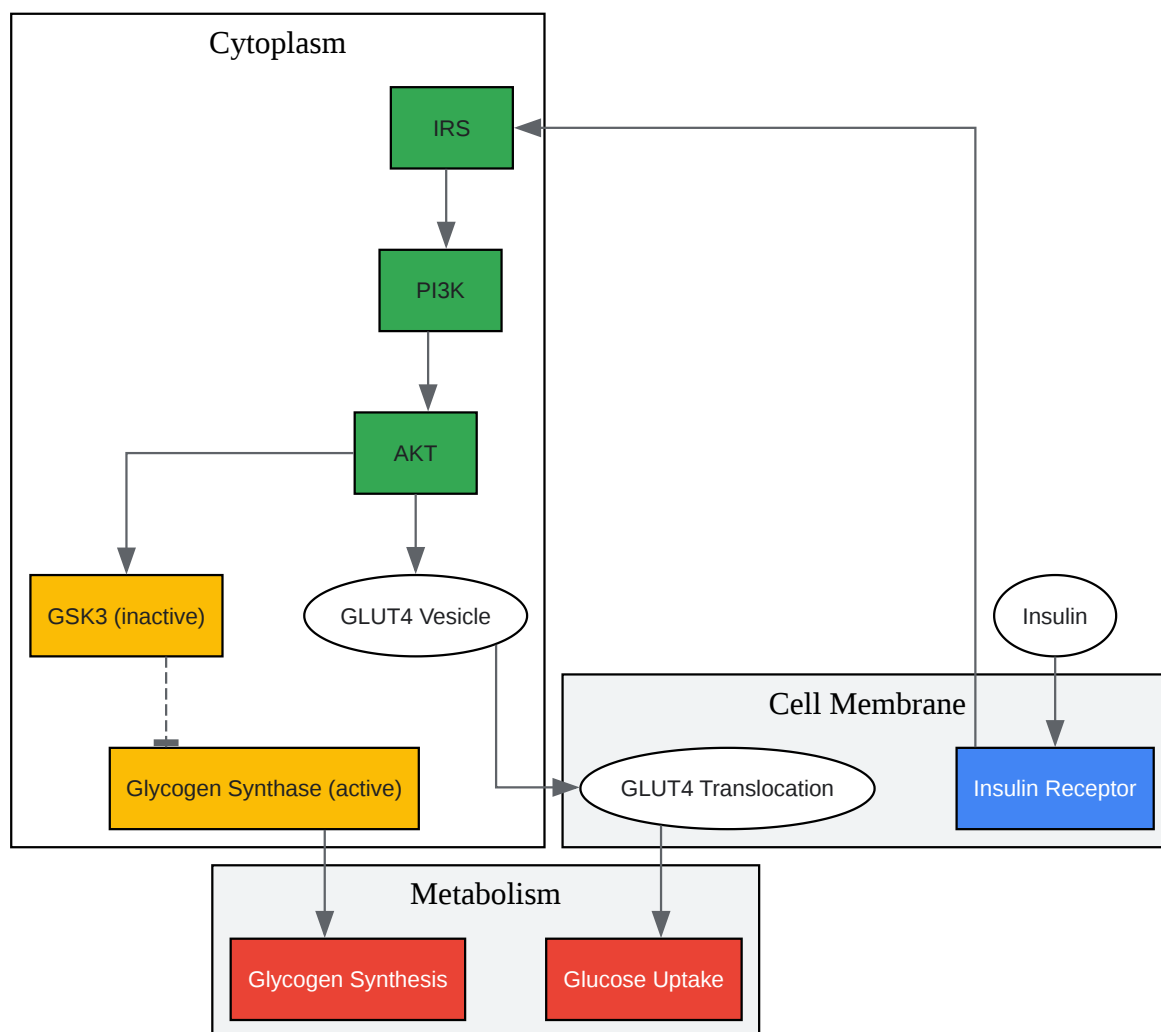 Cytoplasm
IRS
PI3K
AKT
GSK3 (inactive)
GLUT4 Vesicle
Insulin
Cell Membrane
Glycogen Synthase (active)
GLUT4 Translocation
Insulin Receptor
Metabolism
Glycogen Synthesis
Glucose Uptake